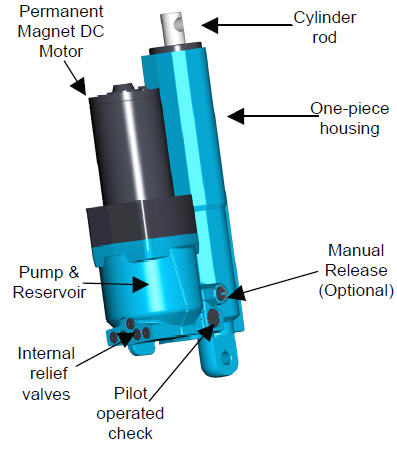 Permanent
Magnet DC
Motor
Cylinder
rod
One-piece
housing
Manual
Release
(Optional)
Pump &
Reservoir
Internal
relief
valves
Pilot
operated
check